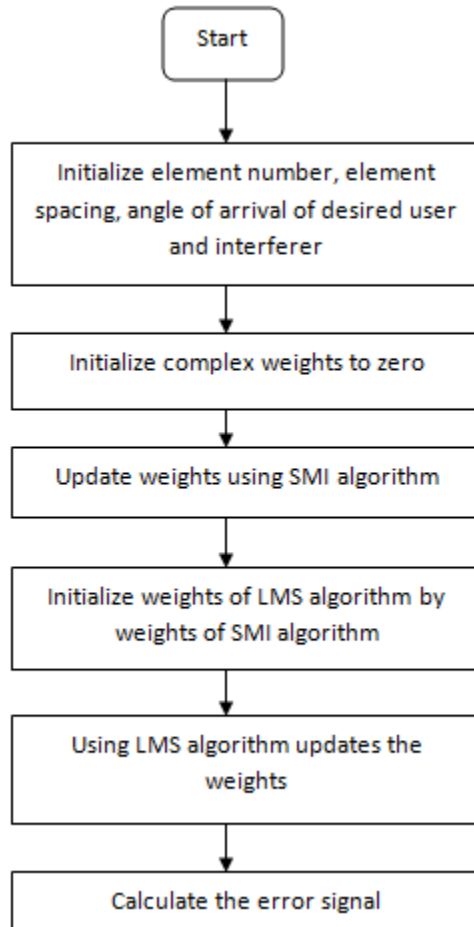 Start
Initialize element number, element
spacing, angle of arrival of desired user
and interferer
Initialize complex weights to zero
Update weights using SMI algorithm
Initialize weights of LMS algorithm by
weights of SMI algorithm
Using LMS algorithm updates the
weights
Calculate the error signal